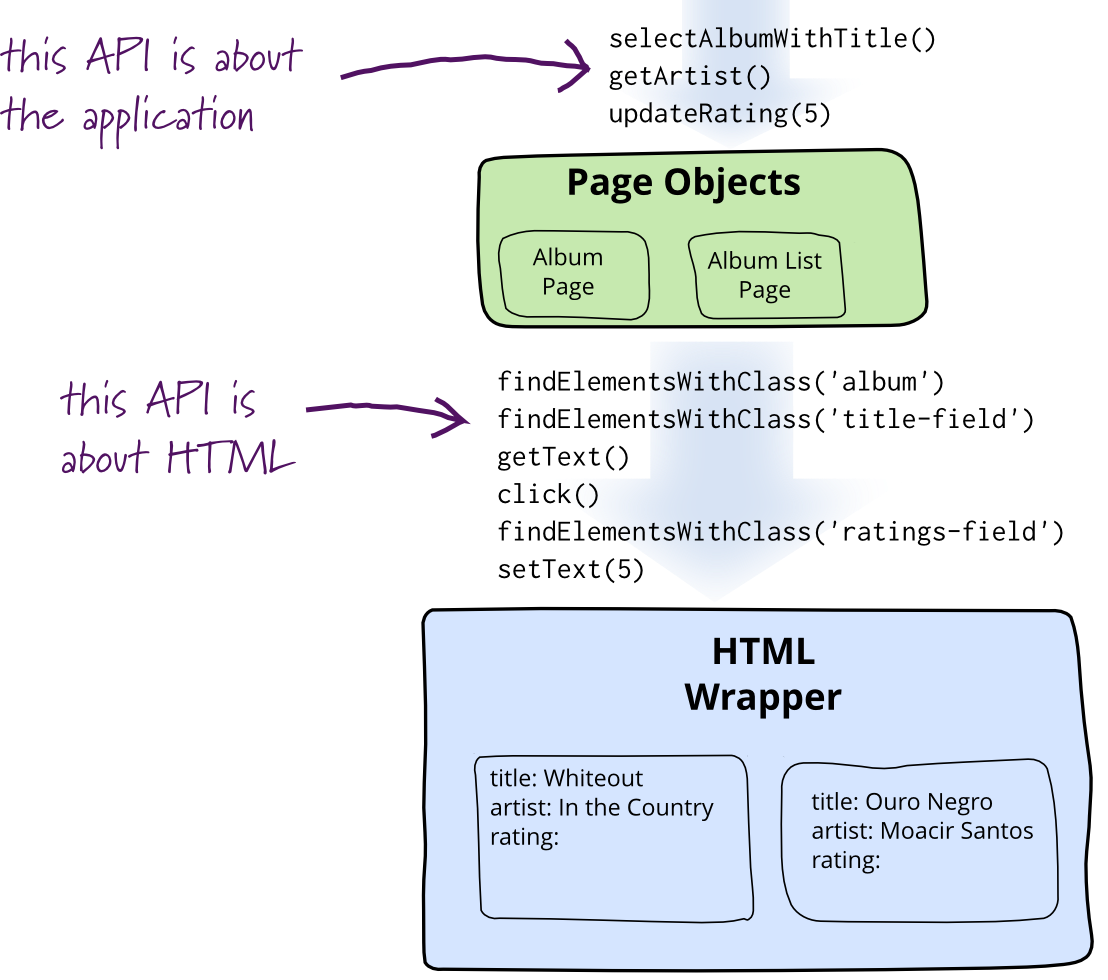 this API is about
the application
selectAlbumWithTitle()
getArtist()
updateRating(5)
Page Objects
Album
Page
Album List
Page
this API is
about HTML
findElementsWithClass('album')
findElementsWithClass('title-field')
getText()
click()
findElementsWithClass('ratings-field')
setText(5)
HTML
Wrapper
title: Whiteout
artist: In the Country
rating:
title: Ouro Negro
artist: Moacir Santos
rating: